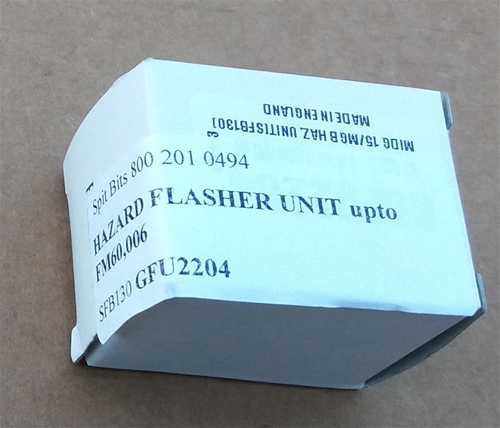 Spit Bits 800 201 0494
HAZARD FLASHER UNIT upto
FM60,006
SFB130 GFU2204
MIDG 15/MGB HAZ. UNIT(SFB130)
MADE IN ENGLAND